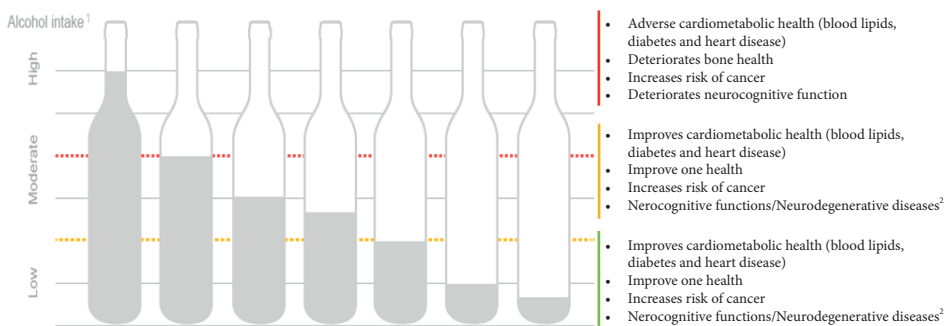 Alcohol intake 1
High
Moderate
Low
• Adverse cardiometabolic health (blood lipids,
diabetes and heart disease)
• Deteriorates bone health
• Increases risk of cancer
• Deteriorates neurocognitive function
• Improves cardiometabolic health (blood lipids,
diabetes and heart disease)
• Improve one health
• Increases risk of cancer
• Nerocognitive functions/Neurodegenerative diseases2
• Improves cardiometabolic health (blood lipids,
diabetes and heart disease)
• Improve one health
• Increases risk of cancer
• Nerocognitive functions/Neurodegenerative diseases2